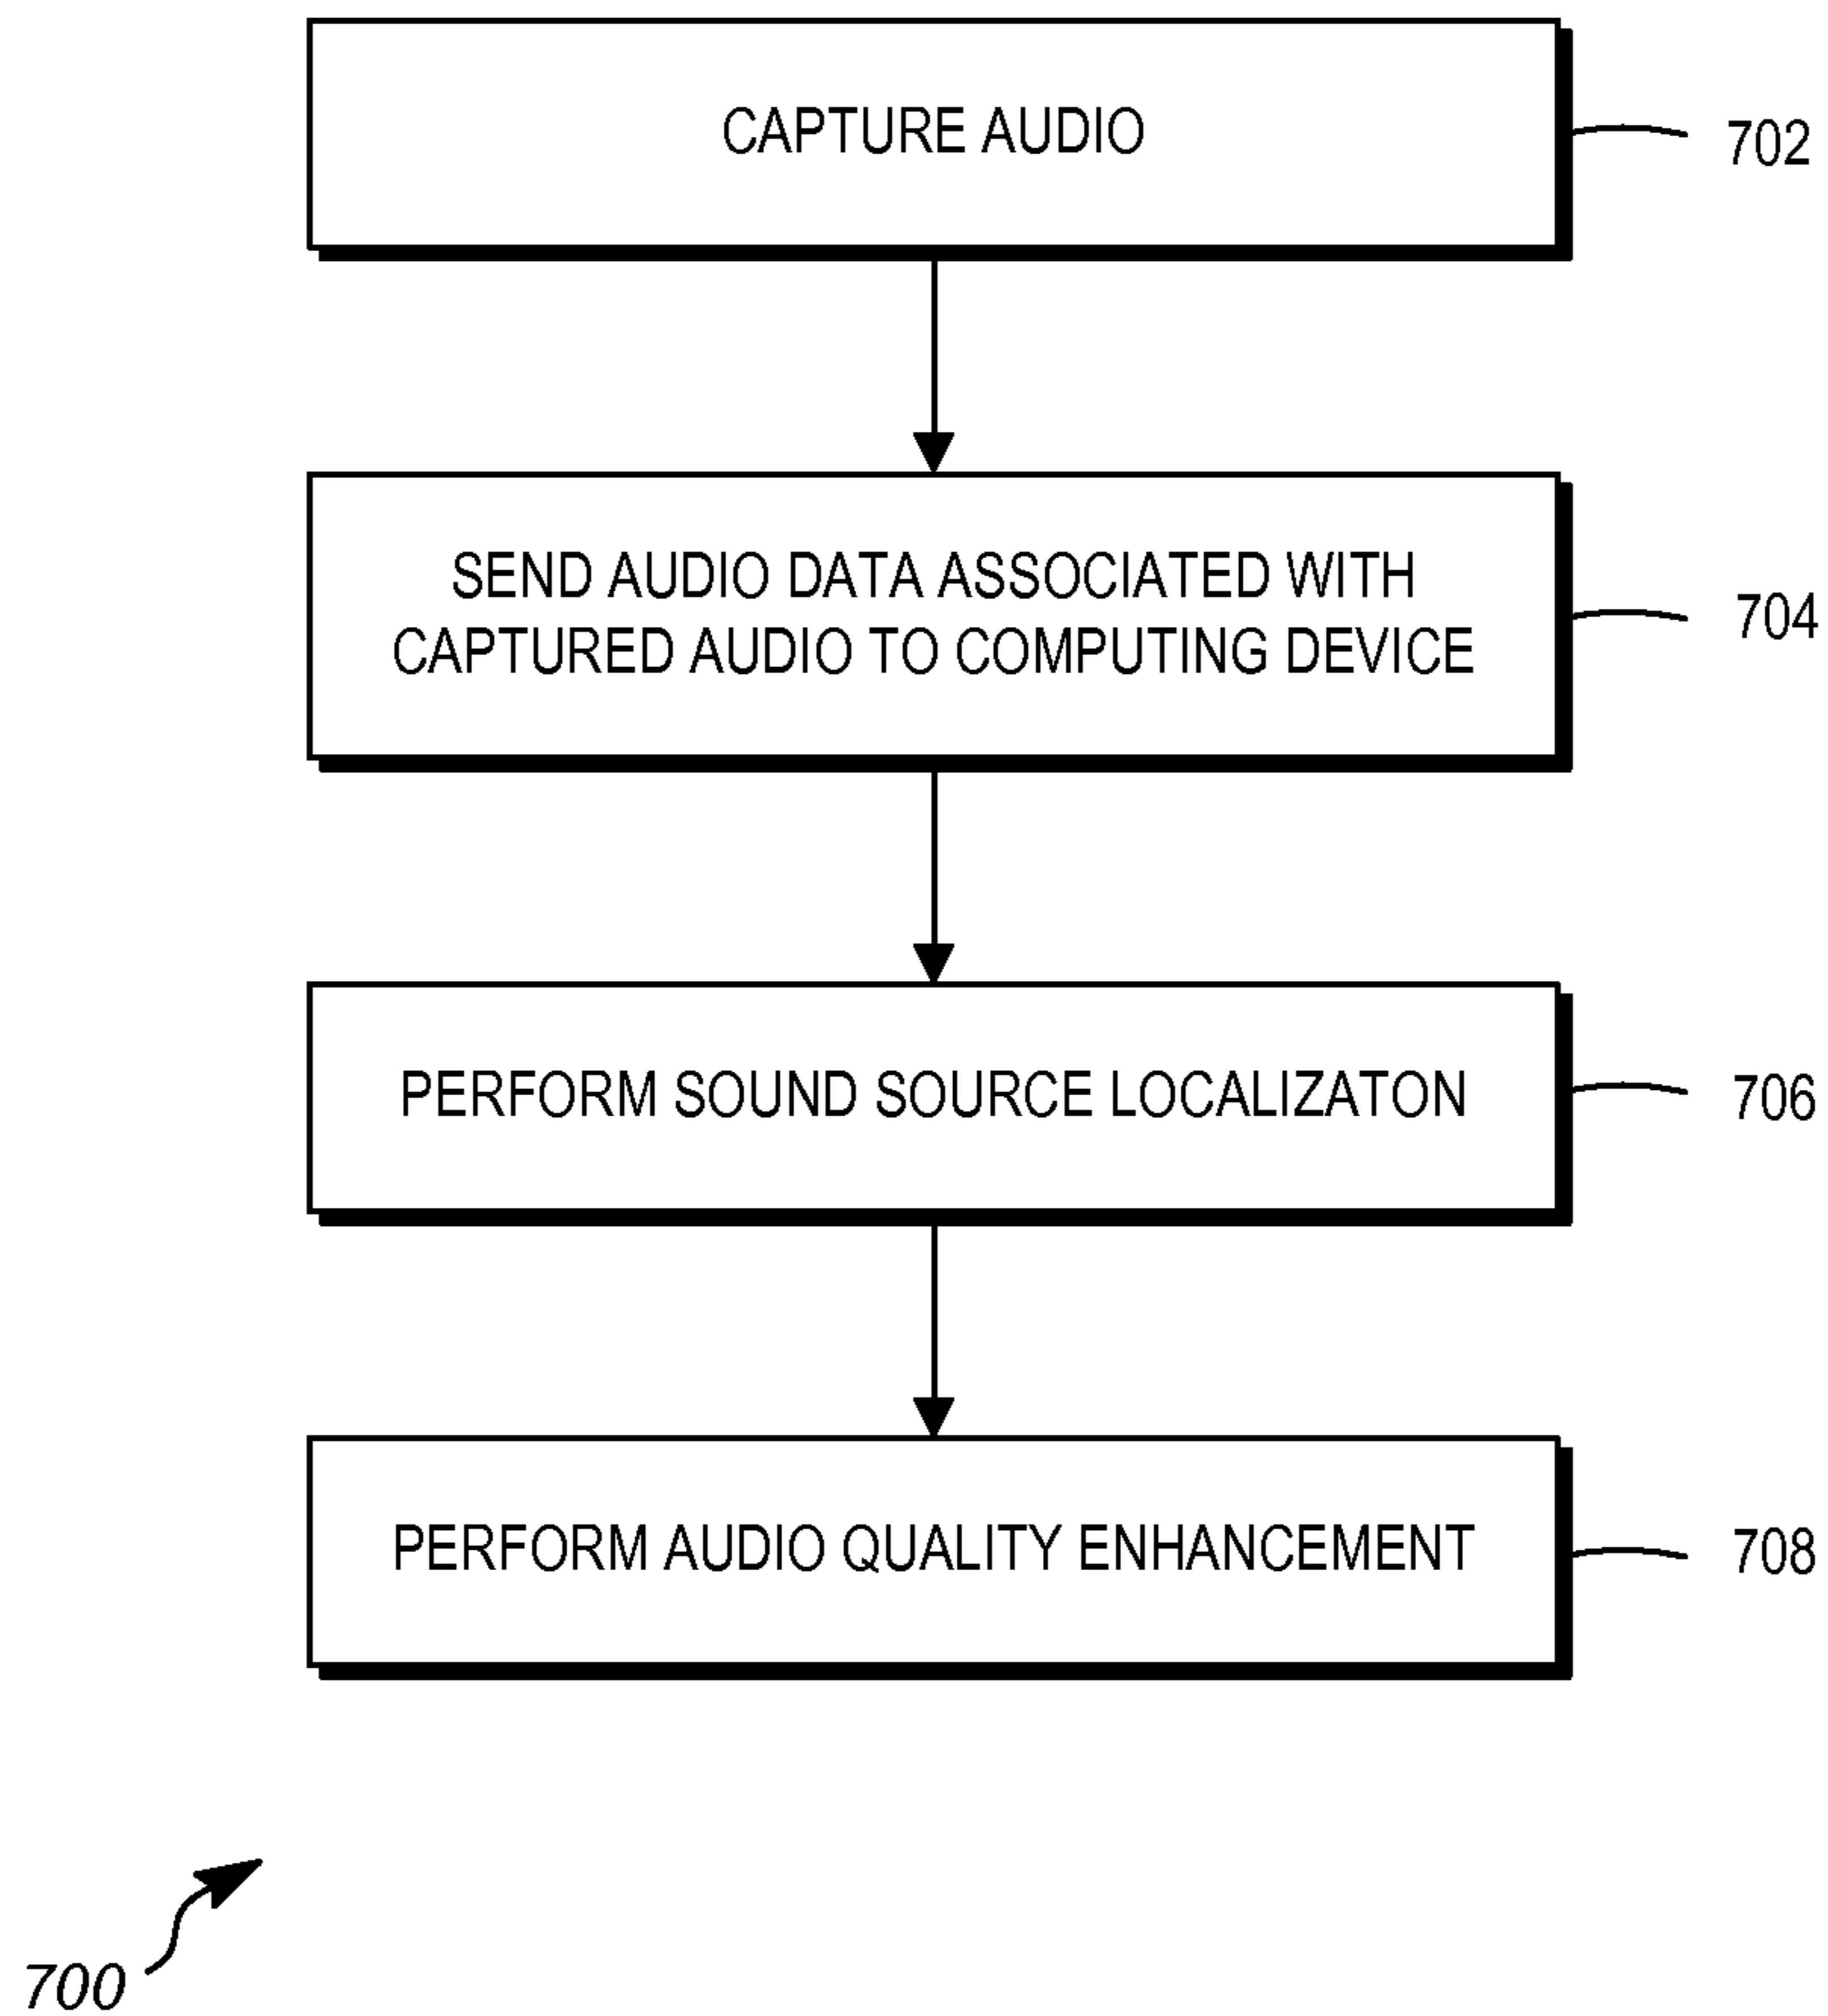 CAPTURE AUDIO
702
SEND AUDIO DATA ASSOCIATED WITH
CAPTURED AUDIO TO COMPUTING DEVICE
704
PERFORM SOUND SOURCE LOCALIZATON
706
PERFORM AUDIO QUALITY ENHANCEMENT
708
700